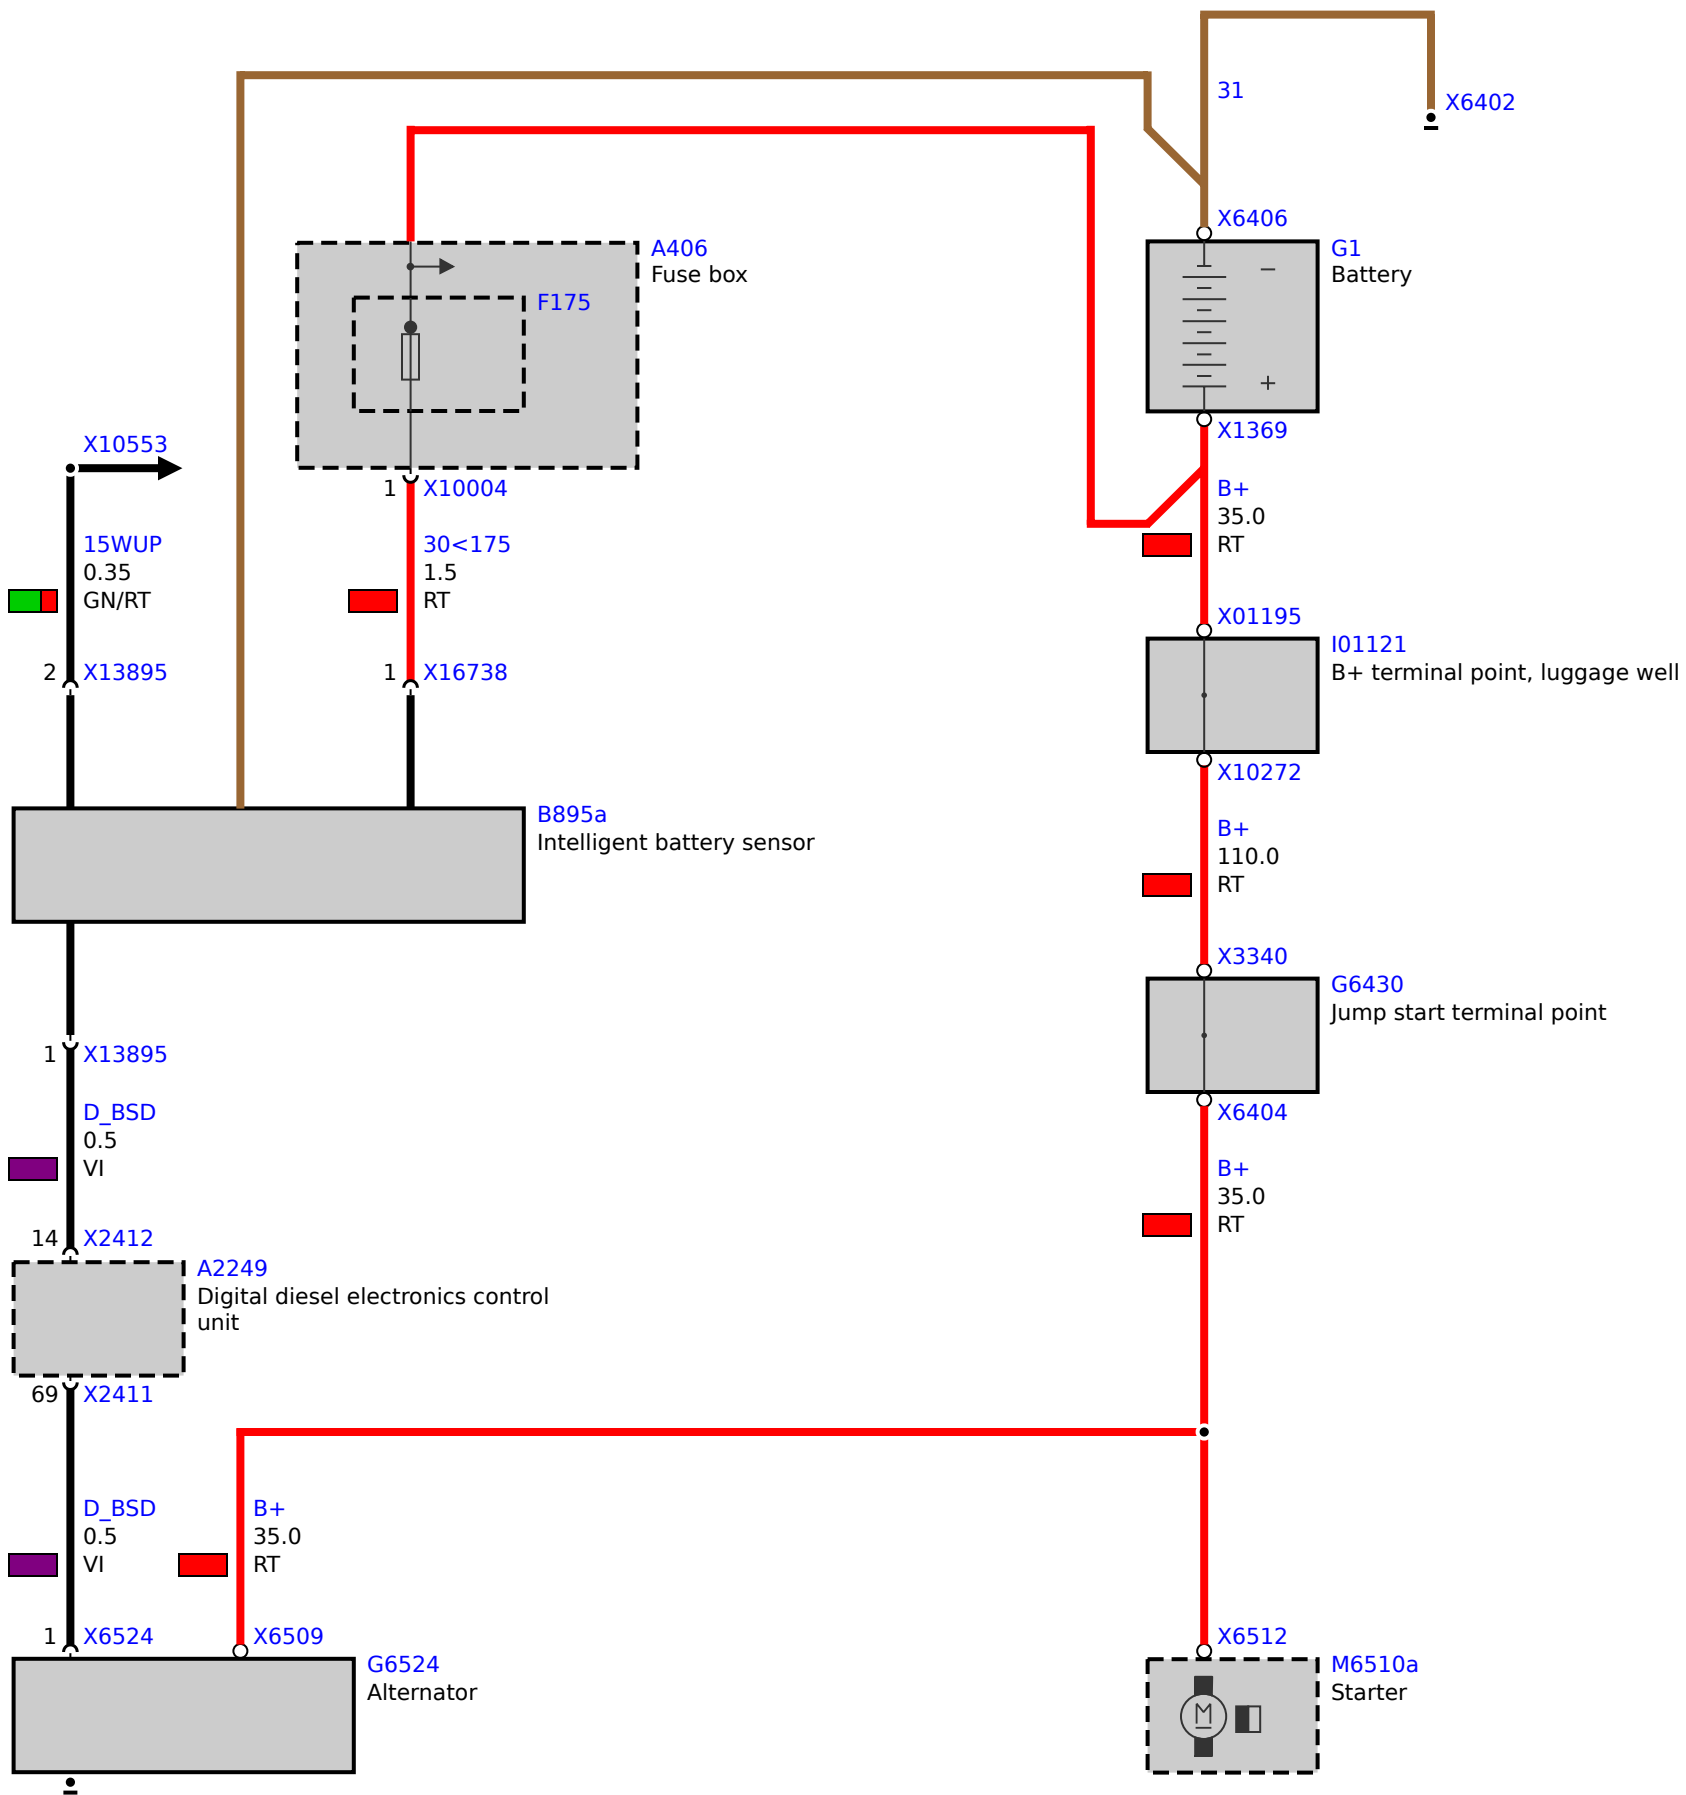 31
X6402
X6406
A406
Fuse box
G1
Battery
−
F175
+
X1369
X10553
1 X10004
B+
35.0
RT
15WUP
0.35
GN/RT
30<175
1.5
RT
X01195
I01121
B+ terminal point, luggage well
2 X13895
1 X16738
X10272
B895a
Intelligent battery sensor
B+
110.0
RT
X3340
G6430
Jump start terminal point
1 X13895
X6404
D_BSD
0.5
VI
B+
35.0
RT
14 X2412
A2249
Digital diesel electronics control
unit
69 X2411
D_BSD
0.5
VI
B+
35.0
RT
1 X6524
X6509
X6512
G6524
Alternator
M6510a
Starter
M